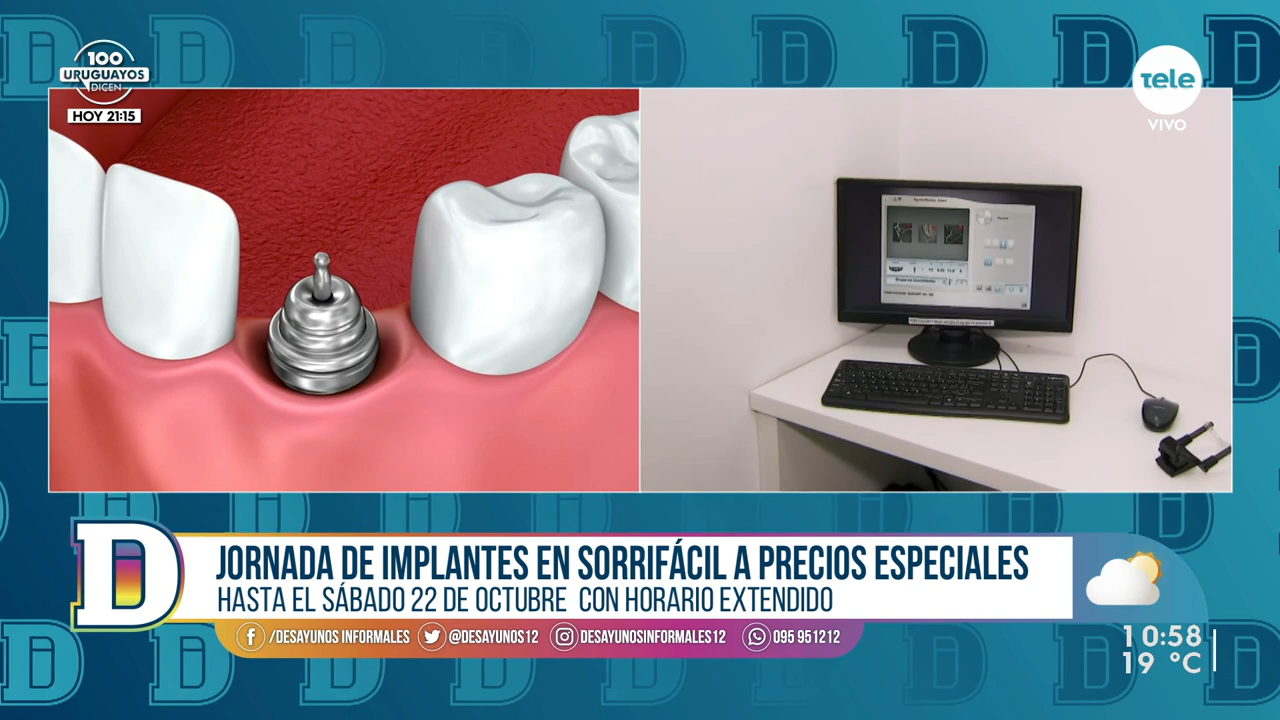 100
URUGUAYOS
DICEN
HOY 21:15
tele
VIVO
JORNADA DE IMPLANTES EN SORRIFÁCIL A PRECIOS ESPECIALES
HASTA EL SÁBADO 22 DE OCTUBRE CON HORARIO EXTENDIDO
/DESAYUNOS INFORMALES
@DESAYUNOS12
DESAYUNOSINFORMALES12
095 951212
10:58
19 °C